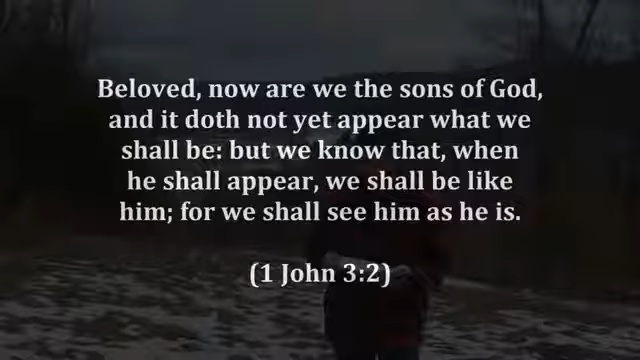 Beloved, now are we the sons of God,
and it doth not yet appear what we
shall be: but we know that, when
he shall appear, we shall be like
him; for we shall see him as he is.
(1 John 3:2)